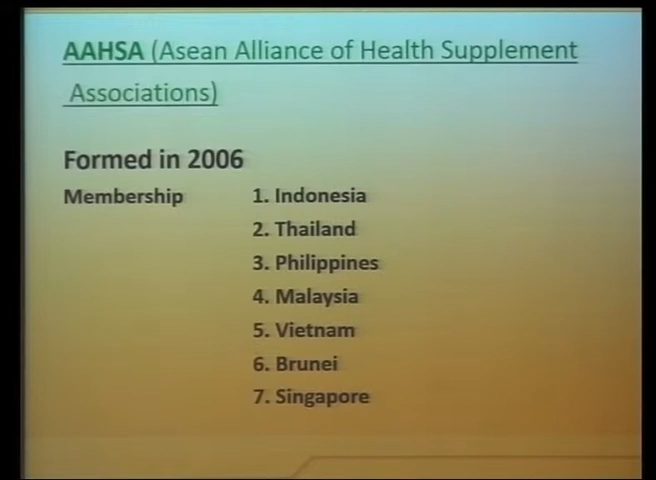 AAHSA (Asean Alliance of Health Supplement
Associations)
Formed in 2006
Membership 1. Indonesia
2. Thailand
3. Philippines
4. Malaysia
5. Vietnam
6. Brunei
7. Singapore